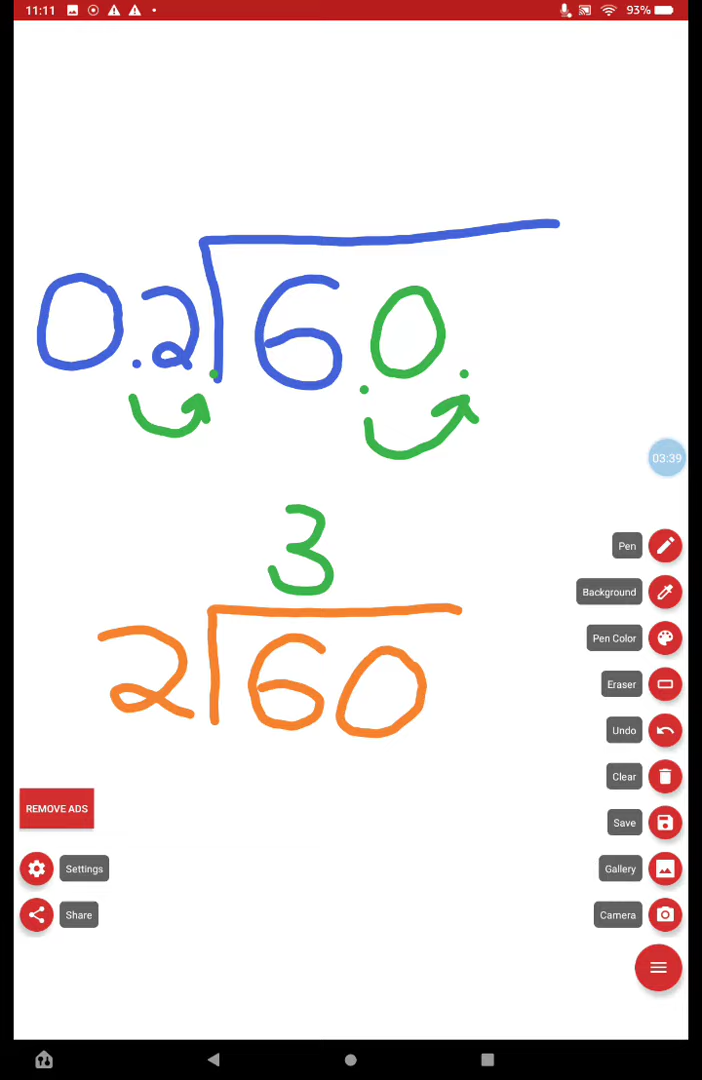 11:11 93%
0.2. 6.0.
03:39
3
2 60
Pen
Background
Pen Color
Eraser
Undo
Clear
Save
REMOVE ADS
Settings
Gallery
Share
Camera